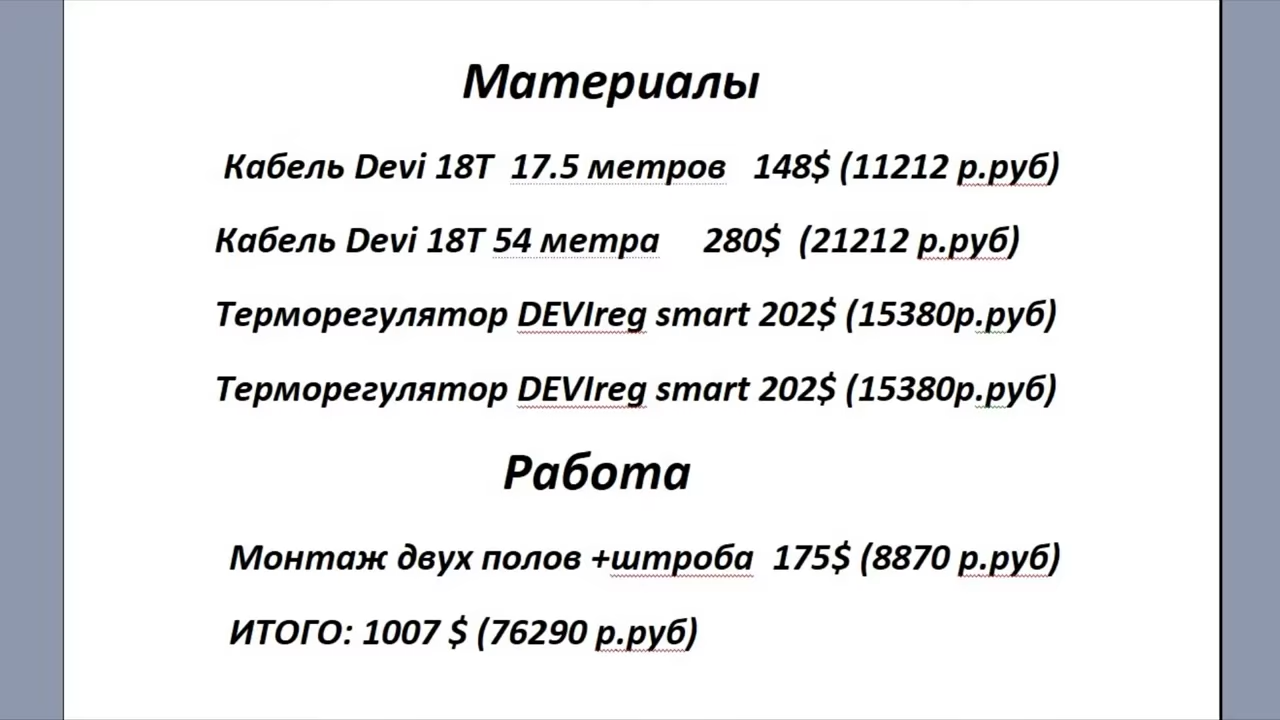 Материалы
Кабель Devi 18T 17.5 метров 148$ (11212 р.руб)
Кабель Devi 18T 54 метра 280$ (21212 р.руб)
Терморегулятор DEVIreg smart 202$ (15380р.руб)
Терморегулятор DEVIreg smart 202$ (15380р.руб)
Работа
Монтаж двух полов +штроба 175$ (8870 р.руб)
ИТОГО: 1007 $ (76290 р.руб)